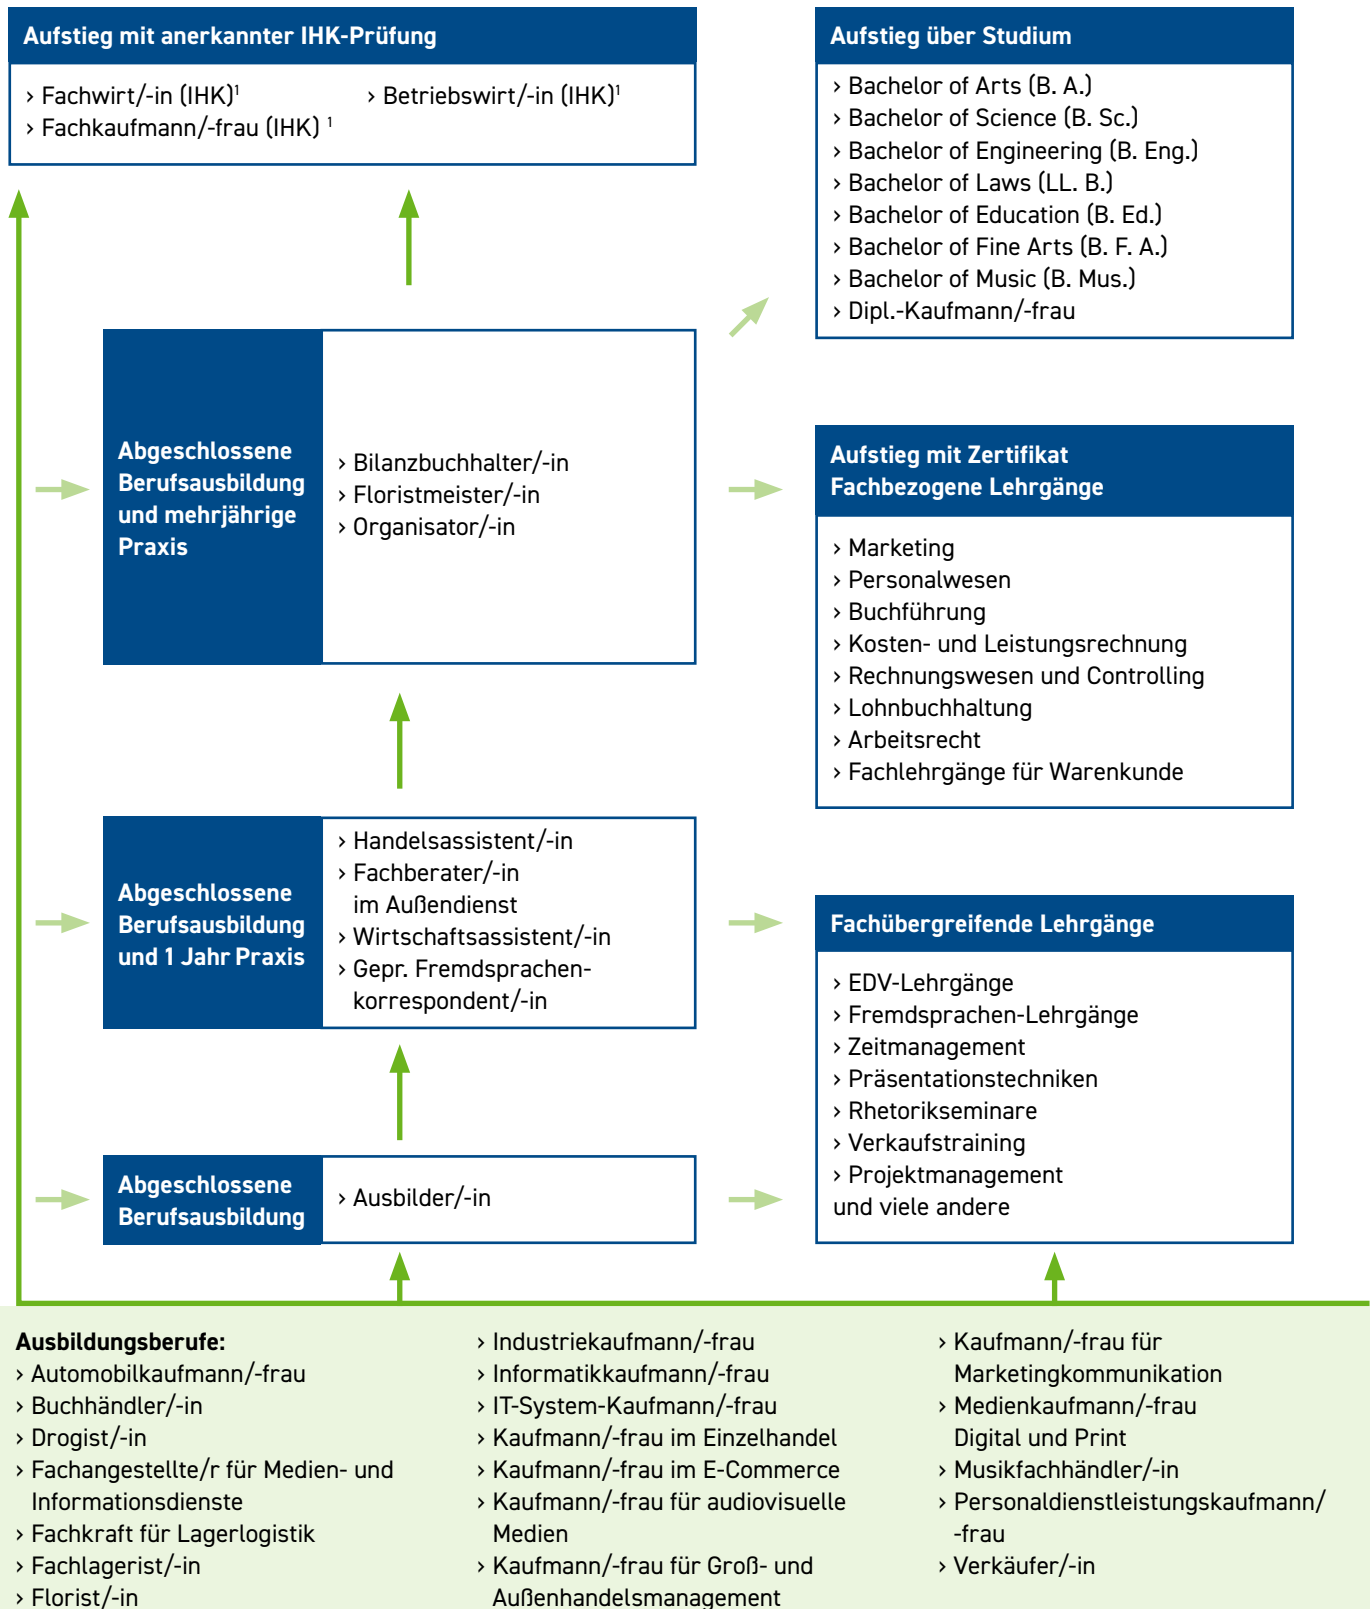 Aufstieg mit anerkannter IHK-Prüfung
› Fachwirt/-in (IHK)¹
› Fachkaufmann/-frau (IHK) ¹
› Betriebswirt/-in (IHK)¹
Aufstieg über Studium
› Bachelor of Arts (B. A.)
› Bachelor of Science (B. Sc.)
› Bachelor of Engineering (B. Eng.)
› Bachelor of Laws (LL. B.)
› Bachelor of Education (B. Ed.)
› Bachelor of Fine Arts (B. F. A.)
› Bachelor of Music (B. Mus.)
› Dipl.-Kaufmann/-frau
Abgeschlossene
Berufsausbildung
und mehrjährige
Praxis
› Bilanzbuchhalter/-in
› Floristmeister/-in
› Organisator/-in
Aufstieg mit Zertifikat
Fachbezogene Lehrgänge
› Marketing
› Personalwesen
› Buchführung
› Kosten- und Leistungsrechnung
› Rechnungswesen und Controlling
› Lohnbuchhaltung
› Arbeitsrecht
› Fachlehrgänge für Warenkunde
Abgeschlossene
Berufsausbildung
und 1 Jahr Praxis
› Handelsassistent/-in
› Fachberater/-in
im Außendienst
› Wirtschaftsassistent/-in
› Gepr. Fremdsprachen-
korrespondent/-in
Fachübergreifende Lehrgänge
› EDV-Lehrgänge
› Fremdsprachen-Lehrgänge
› Zeitmanagement
› Präsentationstechniken
› Rhetorikseminare
› Verkaufstraining
› Projektmanagement
und viele andere
Abgeschlossene
Berufsausbildung
› Ausbilder/-in
Ausbildungsberufe:
› Automobilkaufmann/-frau
› Buchhändler/-in
› Drogist/-in
› Fachangestellte/r für Medien- und
Informationsdienste
› Fachkraft für Lagerlogistik
› Fachlagerist/-in
› Florist/-in
› Industriekaufmann/-frau
› Informatikkaufmann/-frau
› IT-System-Kaufmann/-frau
› Kaufmann/-frau im Einzelhandel
› Kaufmann/-frau im E-Commerce
› Kaufmann/-frau für audiovisuelle
Medien
› Kaufmann/-frau für Groß- und
Außenhandelsmanagement
› Kaufmann/-frau für
Marketingkommunikation
› Medienkaufmann/-frau
Digital und Print
› Musikfachhändler/-in
› Personaldienstleistungskaufmann/
-frau
› Verkäufer/-in